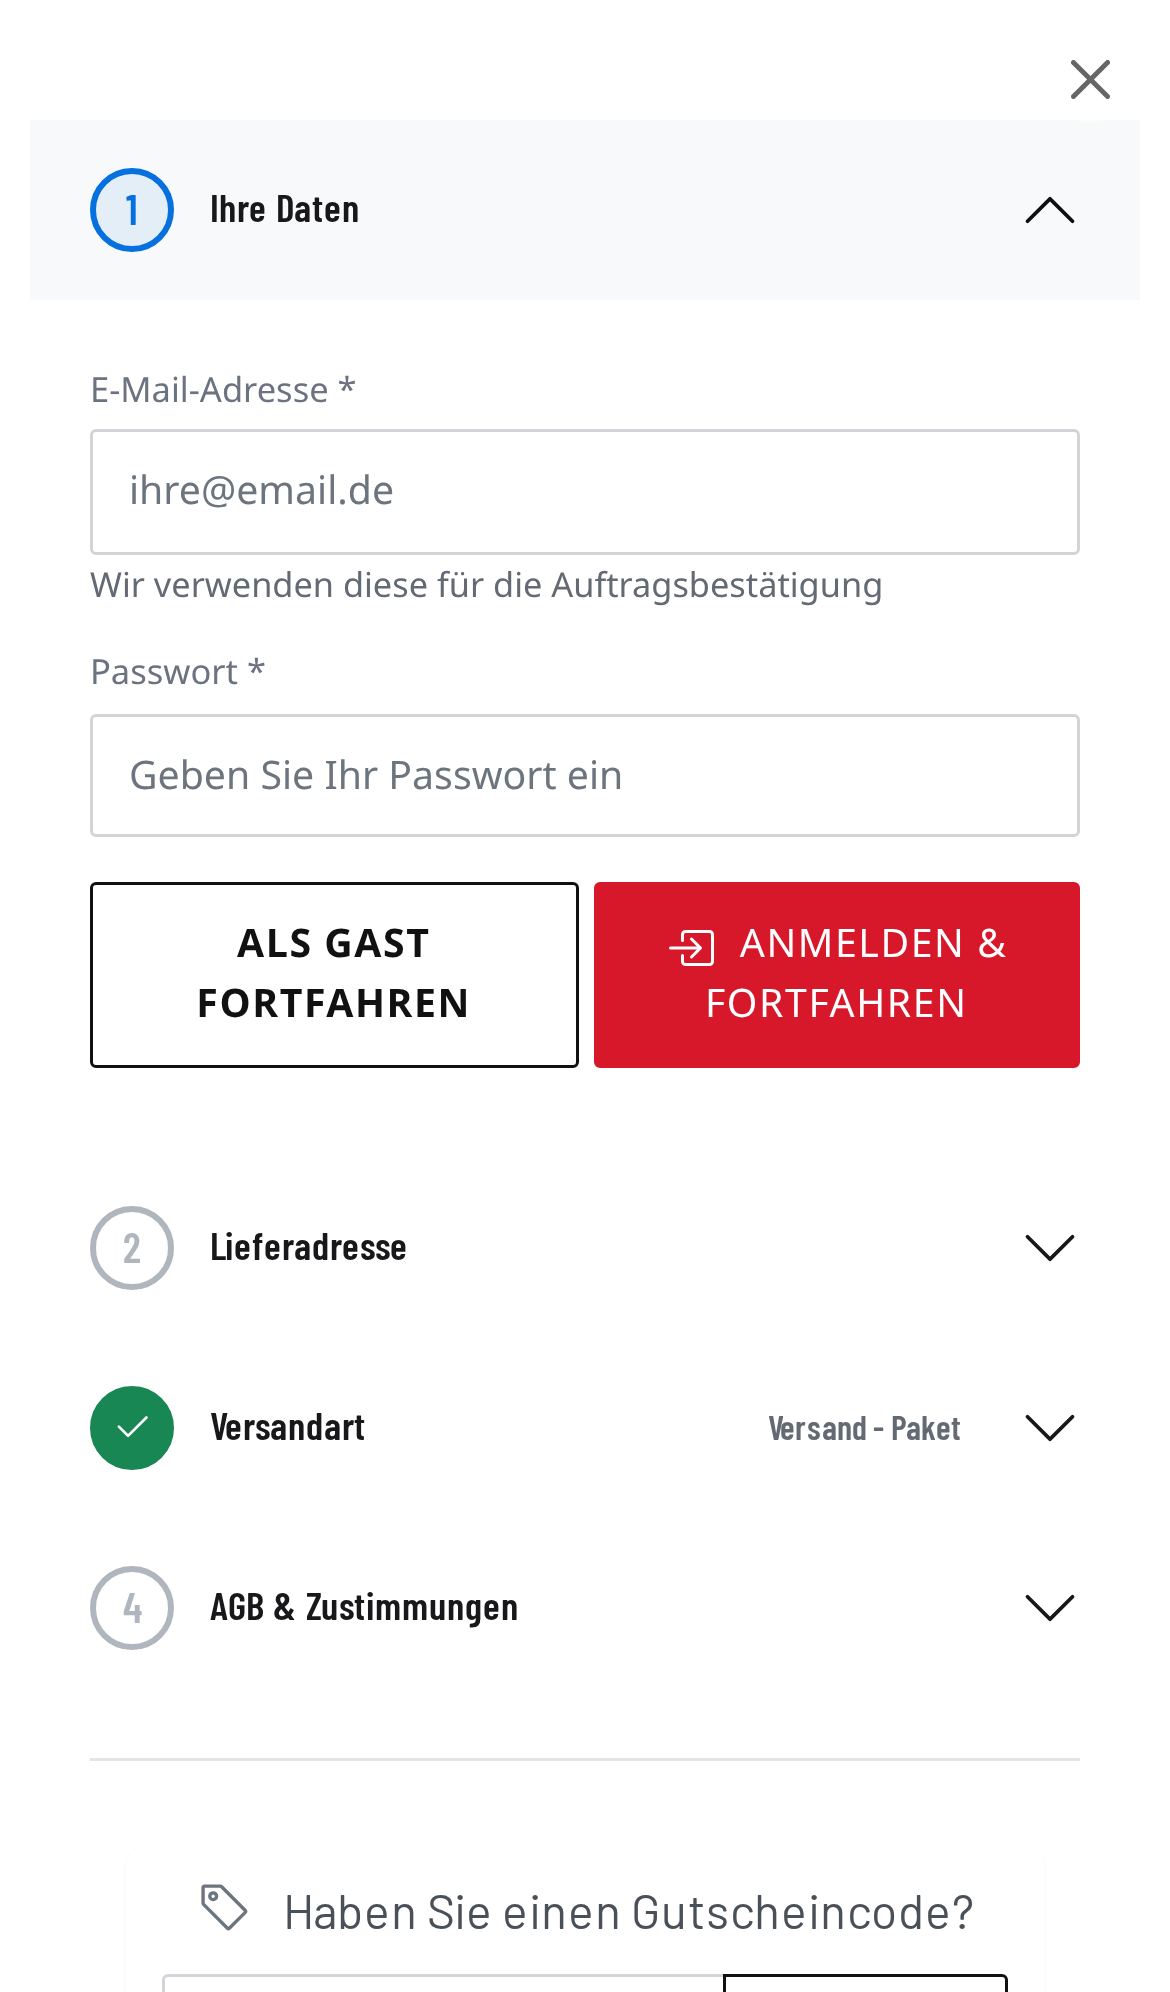 1 Ihre Daten
E-Mail-Adresse *
ihre@email.de
Wir verwenden diese für die Auftragsbestätigung
Passwort *
Geben Sie Ihr Passwort ein
ALS GAST
FORTFAHREN
ANMELDEN &
FORTFAHREN
2 Lieferadresse
Versandart Versand - Paket
4 AGB & Zustimmungen
Haben Sie einen Gutscheincode?